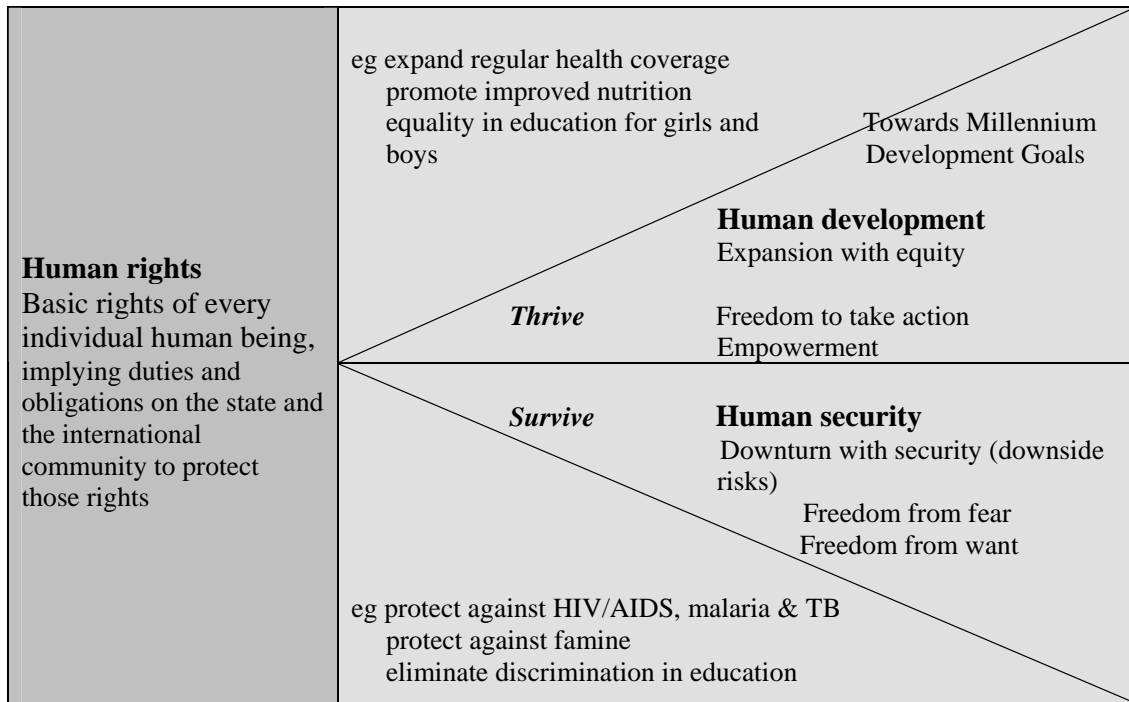 Human rights
Basic rights of every
individual human being,
implying duties and
obligations on the state and
the international
community to protect
those rights
eg expand regular health coverage
promote improved nutrition
equality in education for girls and
boys
Towards Millennium
Development Goals
Human development
Expansion with equity
Thrive
Freedom to take action
Empowerment
Survive
Human security
Downturn with security (downside
risks)
Freedom from fear
Freedom from want
eg protect against HIV/AIDS, malaria & TB
protect against famine
eliminate discrimination in education